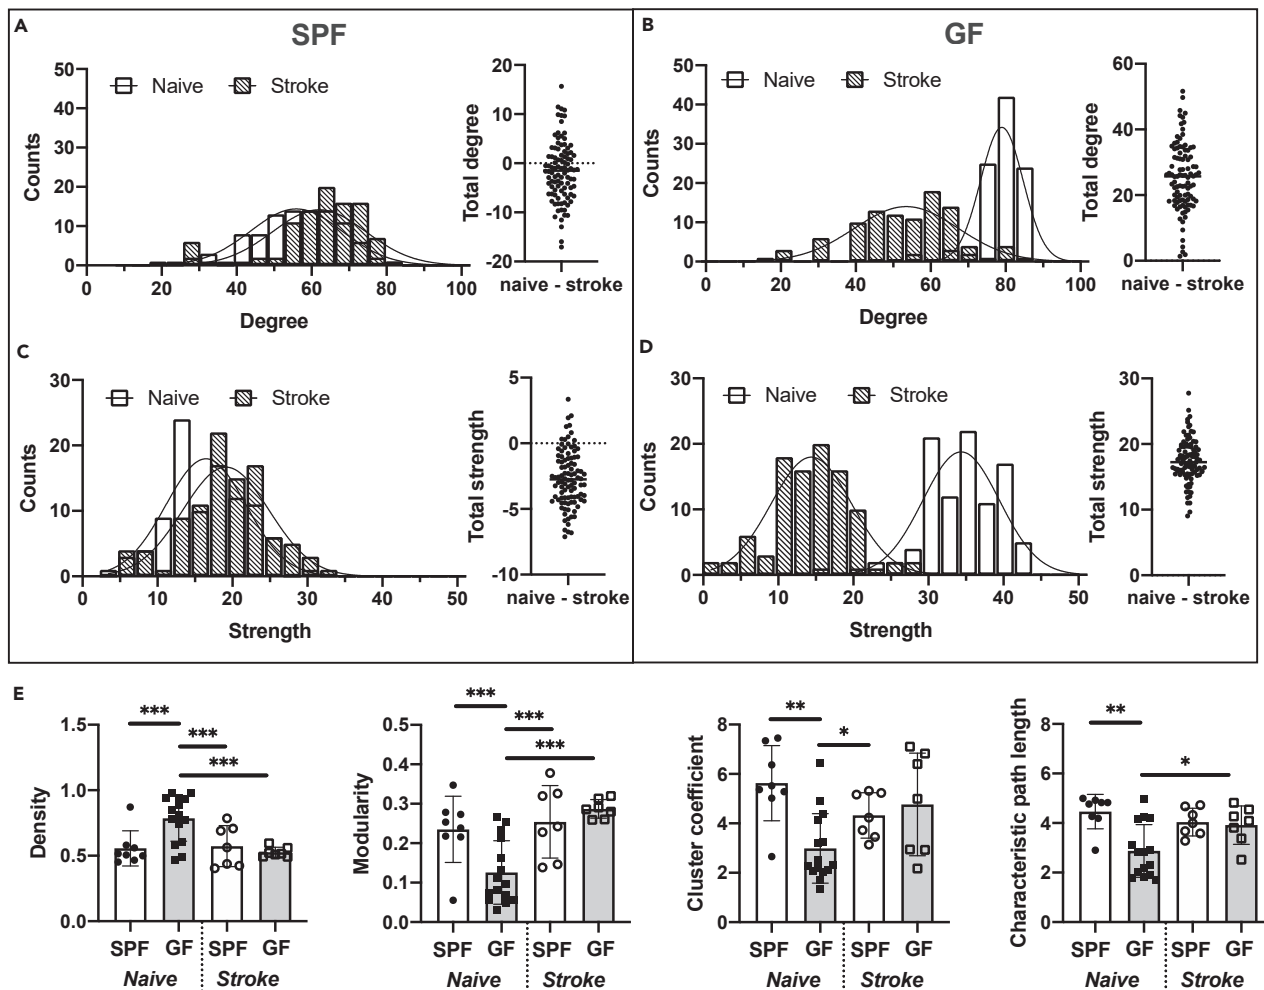 A
SPF
Naive
Stroke
50
40
30
20
10
0
Counts
0
20
40
60
80
100
Degree
20
10
0
-10
-20
Total degree
naive - stroke
B
GF
Naive
Stroke
50
40
30
20
10
0
Counts
0
20
40
60
80
100
Degree
60
40
20
0
Total degree
naive - stroke
C
Naive
Stroke
30
20
10
0
Counts
0
10
20
30
40
50
Strength
5
0
-5
-10
Total strength
naive - stroke
D
Naive
Stroke
30
20
10
0
Counts
0
10
20
30
40
50
Strength
30
20
10
0
Total strength
naive - stroke
E
***
***
***
1.5
1.0
0.5
0.0
Density
SPF GF SPF GF
Naive Stroke
***
***
***
0.5
0.4
0.3
0.2
0.1
0.0
Modularity
SPF GF SPF GF
Naive Stroke
**
*
8
6
4
2
0
Cluster coefficient
SPF GF SPF GF
Naive Stroke
**
*
8
6
4
2
0
Characteristic path length
SPF GF SPF GF
Naive Stroke